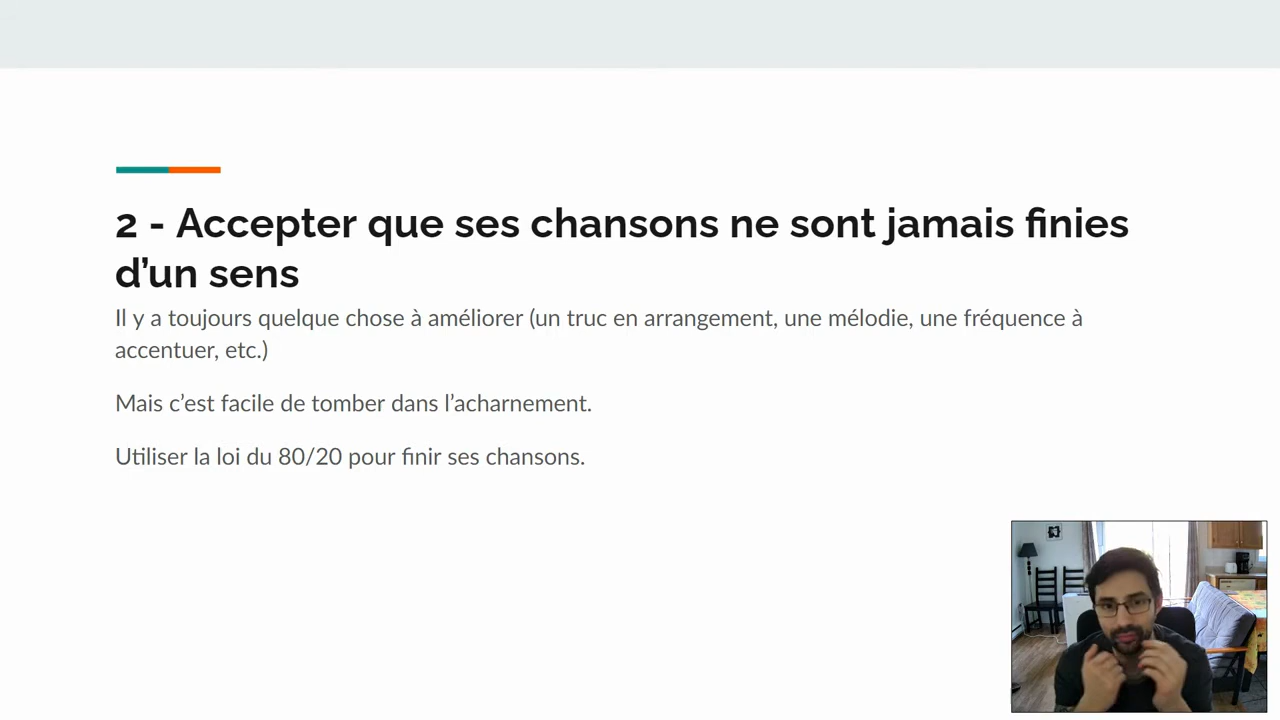 2 - Accepter que ses chansons ne sont jamais finies
d’un sens
Il y a toujours quelque chose à améliorer (un truc en arrangement, une mélodie, une fréquence à
accentuer, etc.)
Mais c’est facile de tomber dans l’acharnement.
Utiliser la loi du 80/20 pour finir ses chansons.